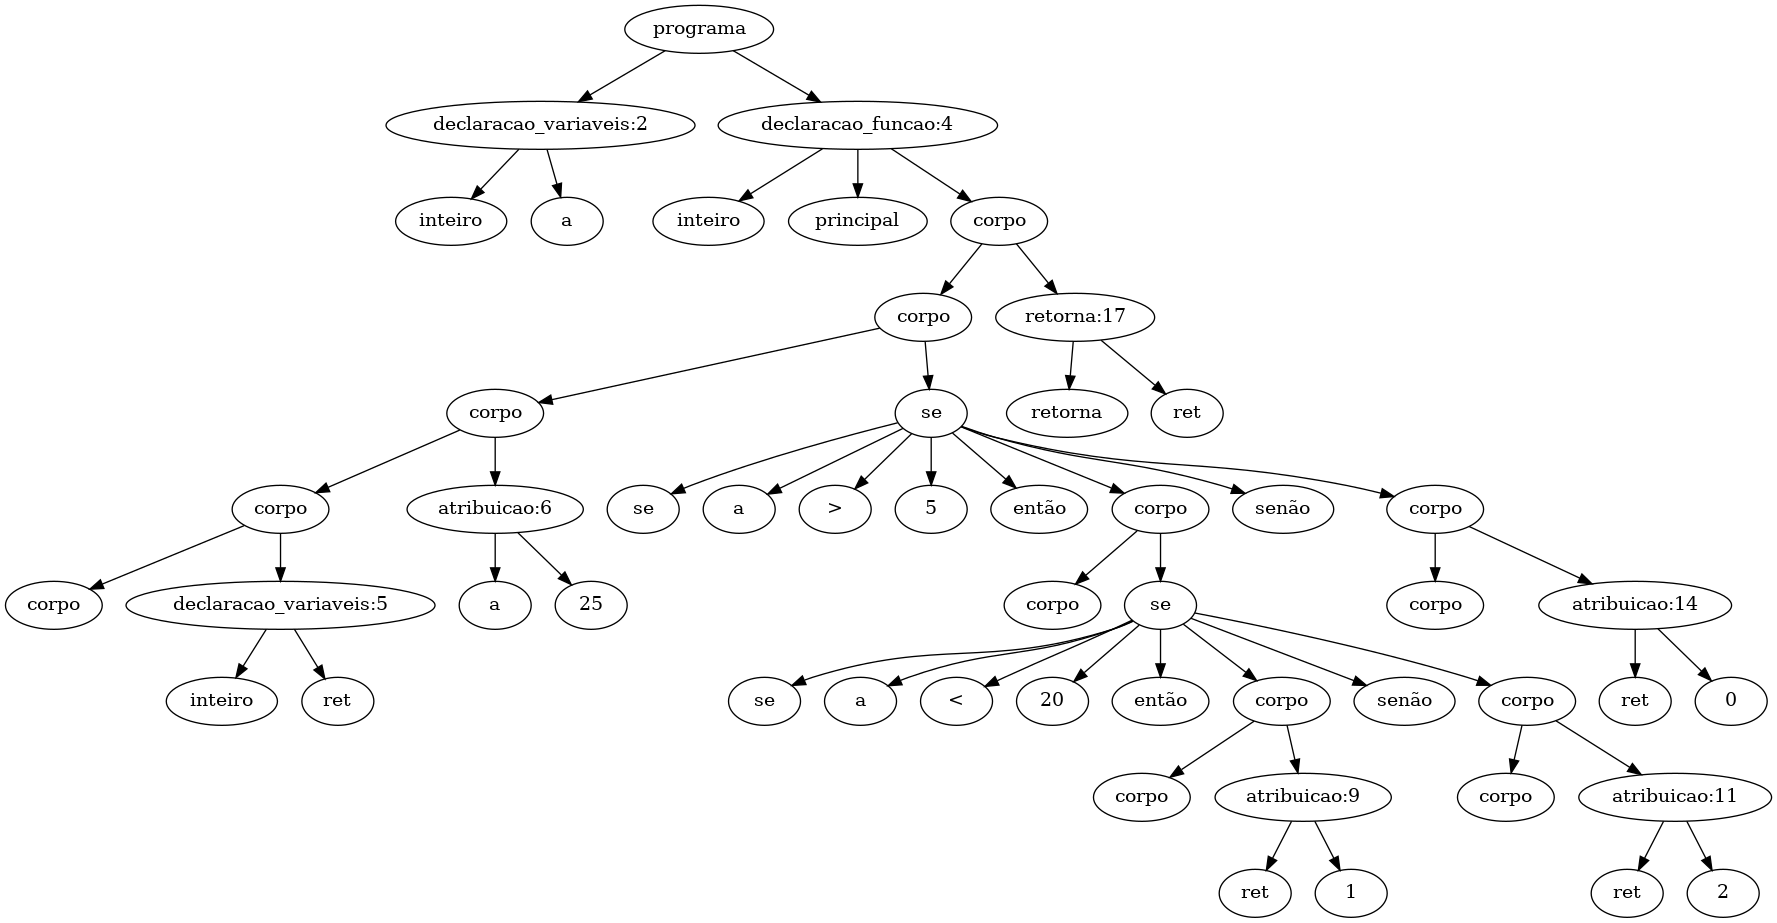 programa
declaracao_variaveis:2 declaracao_funcao:4
inteiro a inteiro principal corpo
corpo retorna:17
corpo se retorna ret
corpo atribuicao:6 se a > 5 então corpo senão corpo
corpo declaracao_variaveis:5 a 25 corpo se corpo atribuicao:14
inteiro ret se a < 20 então corpo senão corpo ret 0
corpo atribuicao:9 corpo atribuicao:11
ret 1 ret 2